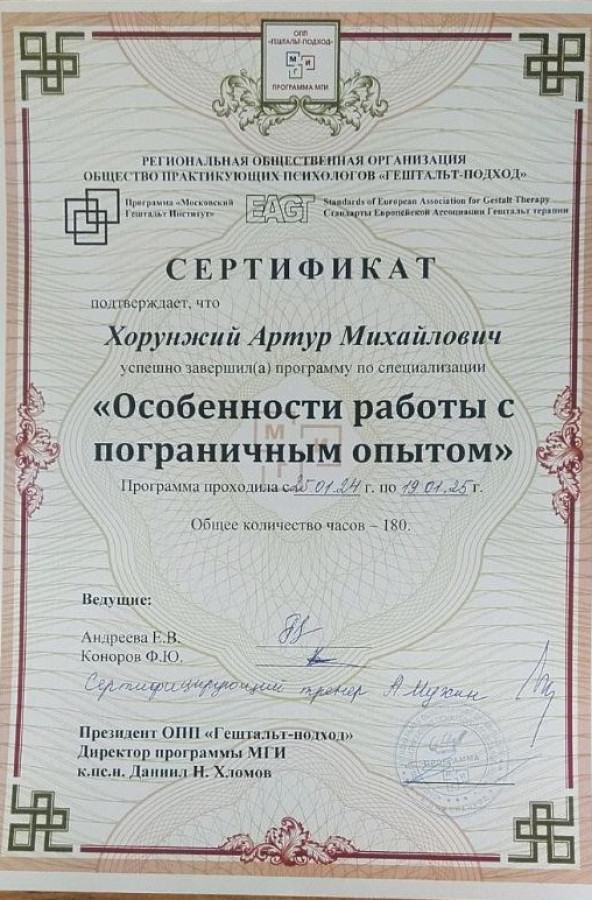 ОПП
«ГЕШТАЛЬТ-ПОДХОД»
М
И
Г
ПРОГРАММА МГИ
РЕГИОНАЛЬНАЯ ОБЩЕСТВЕННАЯ ОРГАНИЗАЦИЯ
ОБЩЕСТВО ПРАКТИКУЮЩИХ ПСИХОЛОГОВ «ГЕШТАЛЬТ-ПОДХОД»
Программа «Московский
Гештальт Институт»
EAGT
Standards of European Association for Gestalt Therapy
Стандарты Европейской Ассоциации Гештальт терапии
СЕРТИФИКАТ
подтверждает, что
Хорунжий Артур Михайлович
успешно завершил(а) программу по специализации
«Особенности работы с
пограничным опытом»
М
И
Г
Программа проходила с 25.01.24 г. по 19.01.25 г.
Общее количество часов – 180.
Ведущие:
Андреева Е.В.
Коноров Ф.Ю.
Сертифицирующий тренер А Мужин
Президент ОПП «Гештальт-подход»
Директор программы МГИ
к.пс.н. Даниил Н. Хломов
ПРОГРАММА